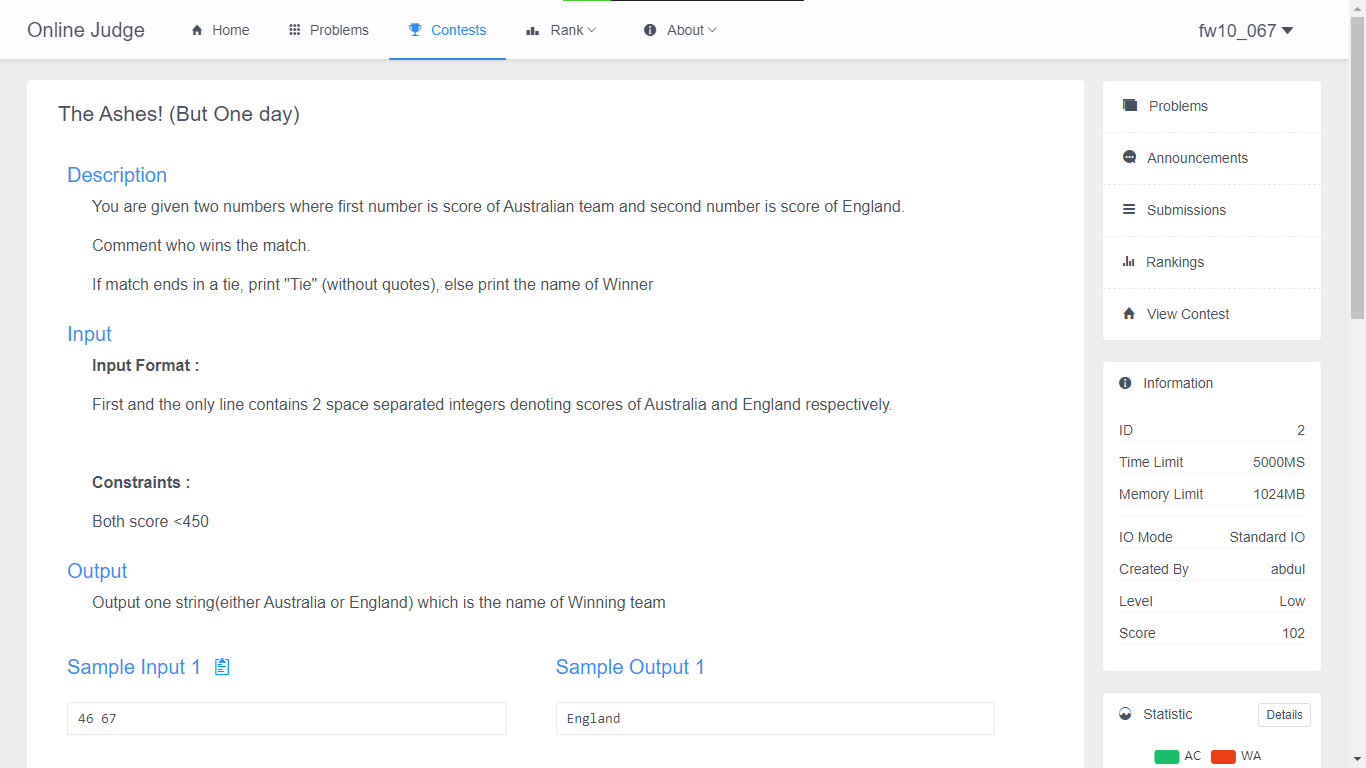 Online Judge
Home
Problems
Contests
Rank
About
fw10_067
The Ashes! (But One day)
Description
You are given two numbers where first number is score of Australian team and second number is score of England.
Comment who wins the match.
If match ends in a tie, print "Tie" (without quotes), else print the name of Winner
Input
Input Format :
First and the only line contains 2 space separated integers denoting scores of Australia and England respectively.
Constraints :
Both score <450
Output
Output one string(either Australia or England) which is the name of Winning team
Sample Input 1
46 67
Sample Output 1
England
Problems
Announcements
Submissions
Rankings
View Contest
Information
ID 2
Time Limit 5000MS
Memory Limit 1024MB
IO Mode Standard IO
Created By abdul
Level Low
Score 102
Statistic Details
AC WA